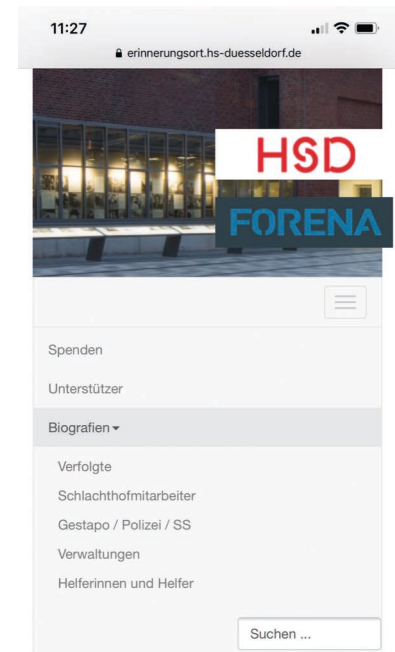 11:27
erinnerungsort.hs-duesseldorf.de
HSD
FORENA
Spenden
Unterstützer
Biografien
Verfolgte
Schlachthofmitarbeiter
Gestapo / Polizei / SS
Verwaltungen
Helferinnen und Helfer
Suchen ...